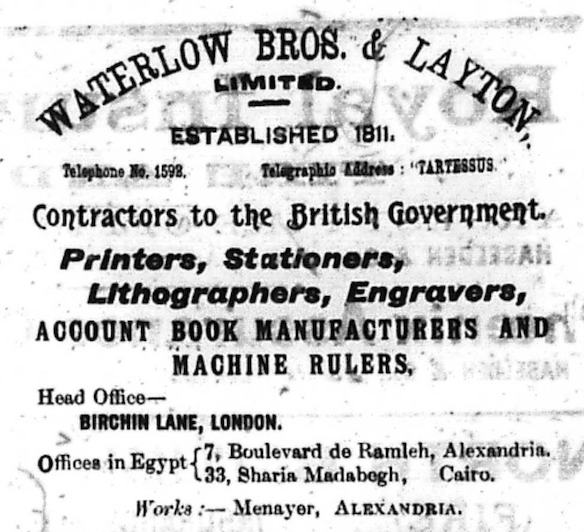 WATERLOW BROS. & LAYTON,
LIMITED.
ESTABLISHED 1811.
Telephone No. 1592. Telegraphic Address : "TARTESSUS."
Contractors to the British Government.
Printers, Stationers,
Lithographers, Engravers,
ACCOUNT BOOK MANUFACTURERS AND
MACHINE RULERS,
Head Office—
BIRCHIN LANE, LONDON.
Offices in Egypt { 7, Boulevard de Ramleh, Alexandria.
33, Sharia Madabegh, Cairo.
Works :— Menayer, ALEXANDRIA.